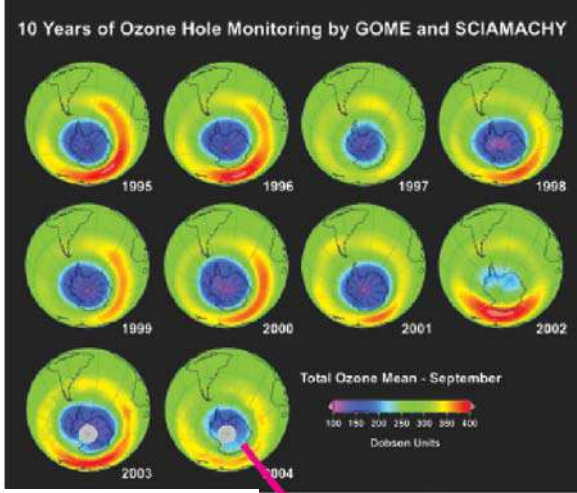 10 Years of Ozone Hole Monitoring by GOME and SCIAMACHY
1995
1996
1997
1998
1999
2000
2001
2002
2003
2004
Total Ozone Mean - September
100 150 200 250 300 350 400
Dobson Units